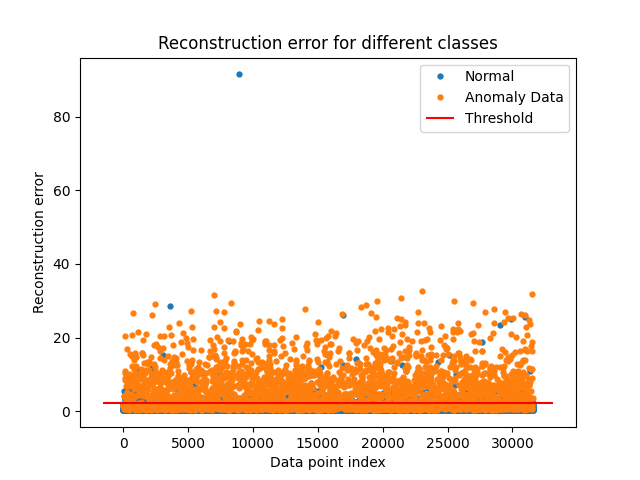 Reconstruction error for different classes
Normal
Anomaly Data
Threshold
Reconstruction error
80
60
40
20
0
0 5000 10000 15000 20000 25000 30000
Data point index